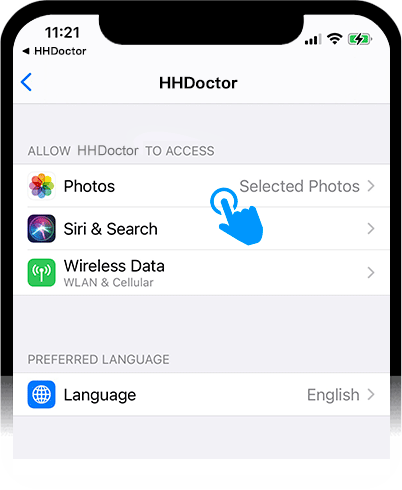 11:21
◀ HHDoctor
HHDoctor
ALLOW HHDoctor TO ACCESS
Photos Selected Photos
Siri & Search
Wireless Data
WLAN & Cellular
PREFERRED LANGUAGE
Language English